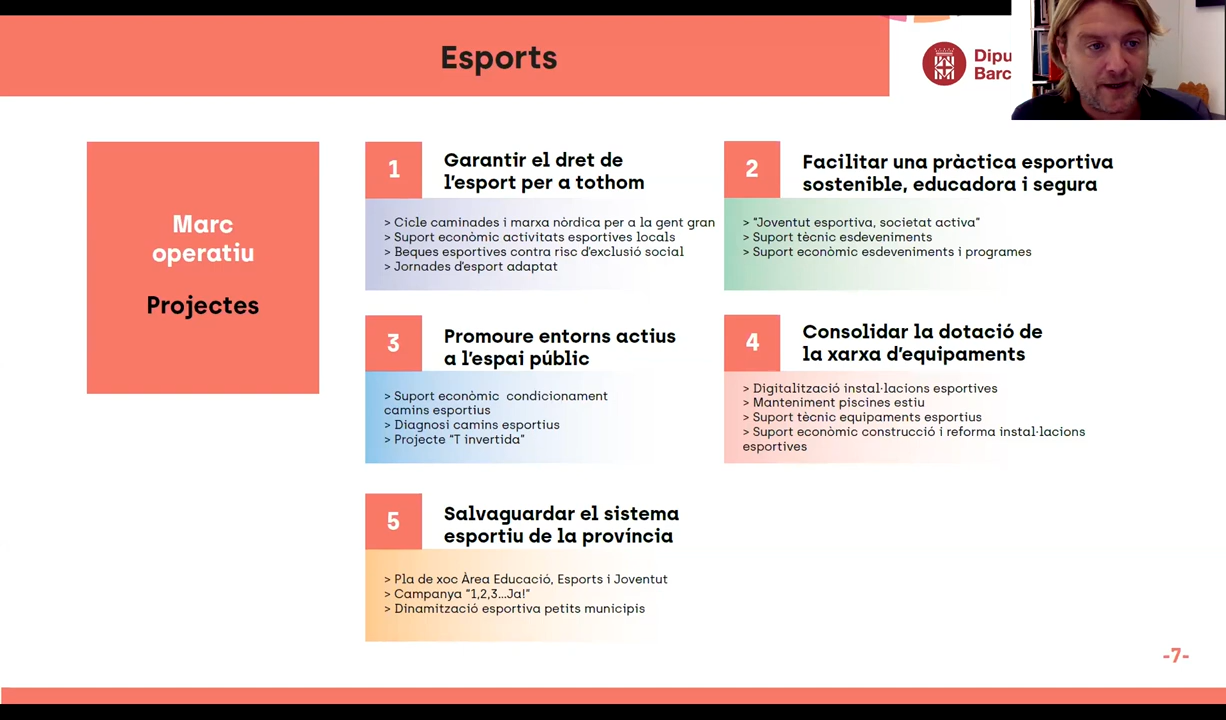 Esports
Dipu
Barc
Marc
operatiu
Projectes
1
Garantir el dret de
l'esport per a tothom
> Cicle caminades i marxa nòrdica per a la gent gran
> Suport econòmic activitats esportives locals
> Beques esportives contra risc d'exclusió social
> Jornades d'esport adaptat
2
Facilitar una pràctica esportiva
sostenible, educadora i segura
> "Joventut esportiva, societat activa"
> Suport tècnic esdeveniments
> Suport econòmic esdeveniments i programes
3
Promoure entorns actius
a l'espai públic
> Suport econòmic condicionament
camins esportius
> Diagnosi camins esportius
> Projecte "T invertida"
4
Consolidar la dotació de
la xarxa d'equipaments
> Digitalització instal·lacions esportives
> Manteniment piscines estiu
> Suport tècnic equipaments esportius
> Suport econòmic construcció i reforma instal·lacions
esportives
5
Salvaguardar el sistema
esportiu de la província
> Pla de xoc Àrea Educació, Esports i Joventut
> Campanya "1,2,3...Ja!"
> Dinamització esportiva petits municipis
-7-